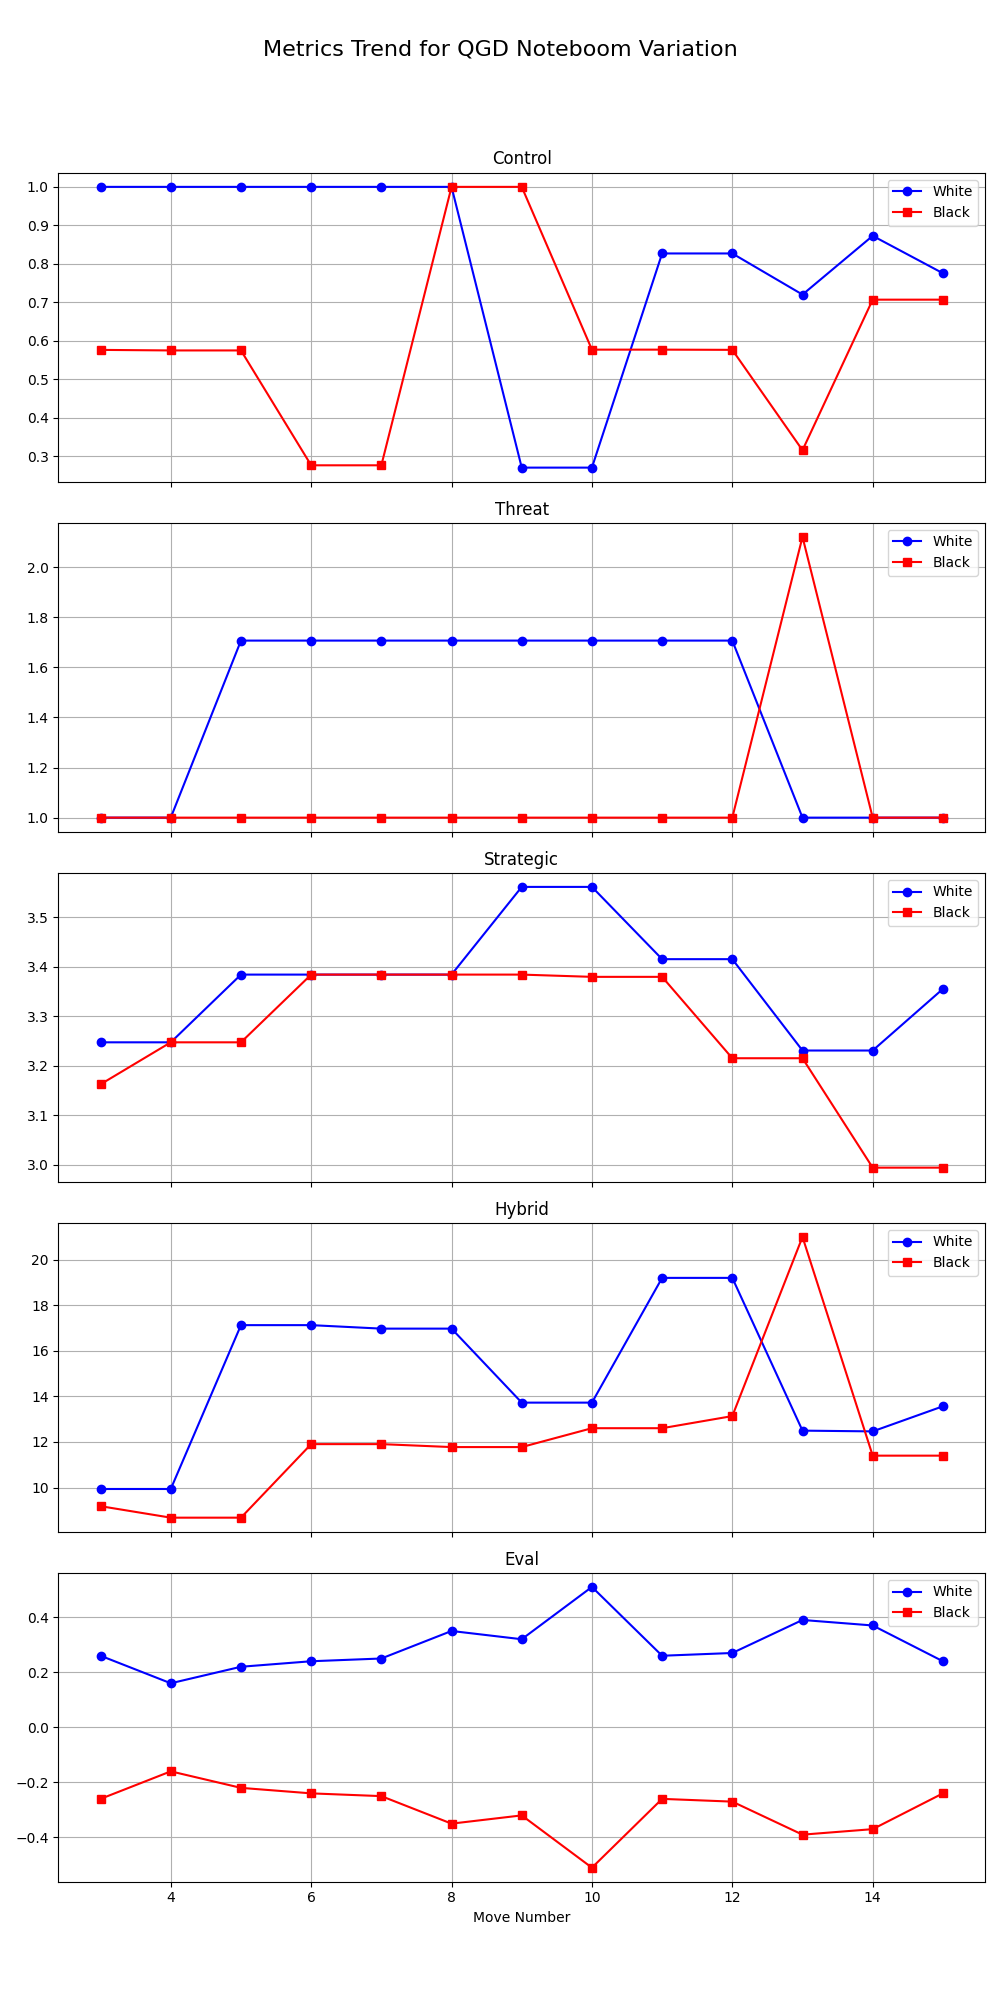 Metrics Trend for QGD Noteboom Variation
Control
1.0
0.9
0.8
0.7
0.6
0.5
0.4
0.3
White
Black
Threat
2.0
1.8
1.6
1.4
1.2
1.0
White
Black
Strategic
3.5
3.4
3.3
3.2
3.1
3.0
White
Black
Hybrid
20
18
16
14
12
10
White
Black
Eval
0.4
0.2
0.0
−0.2
−0.4
White
Black
4 6 8 10 12 14
Move Number